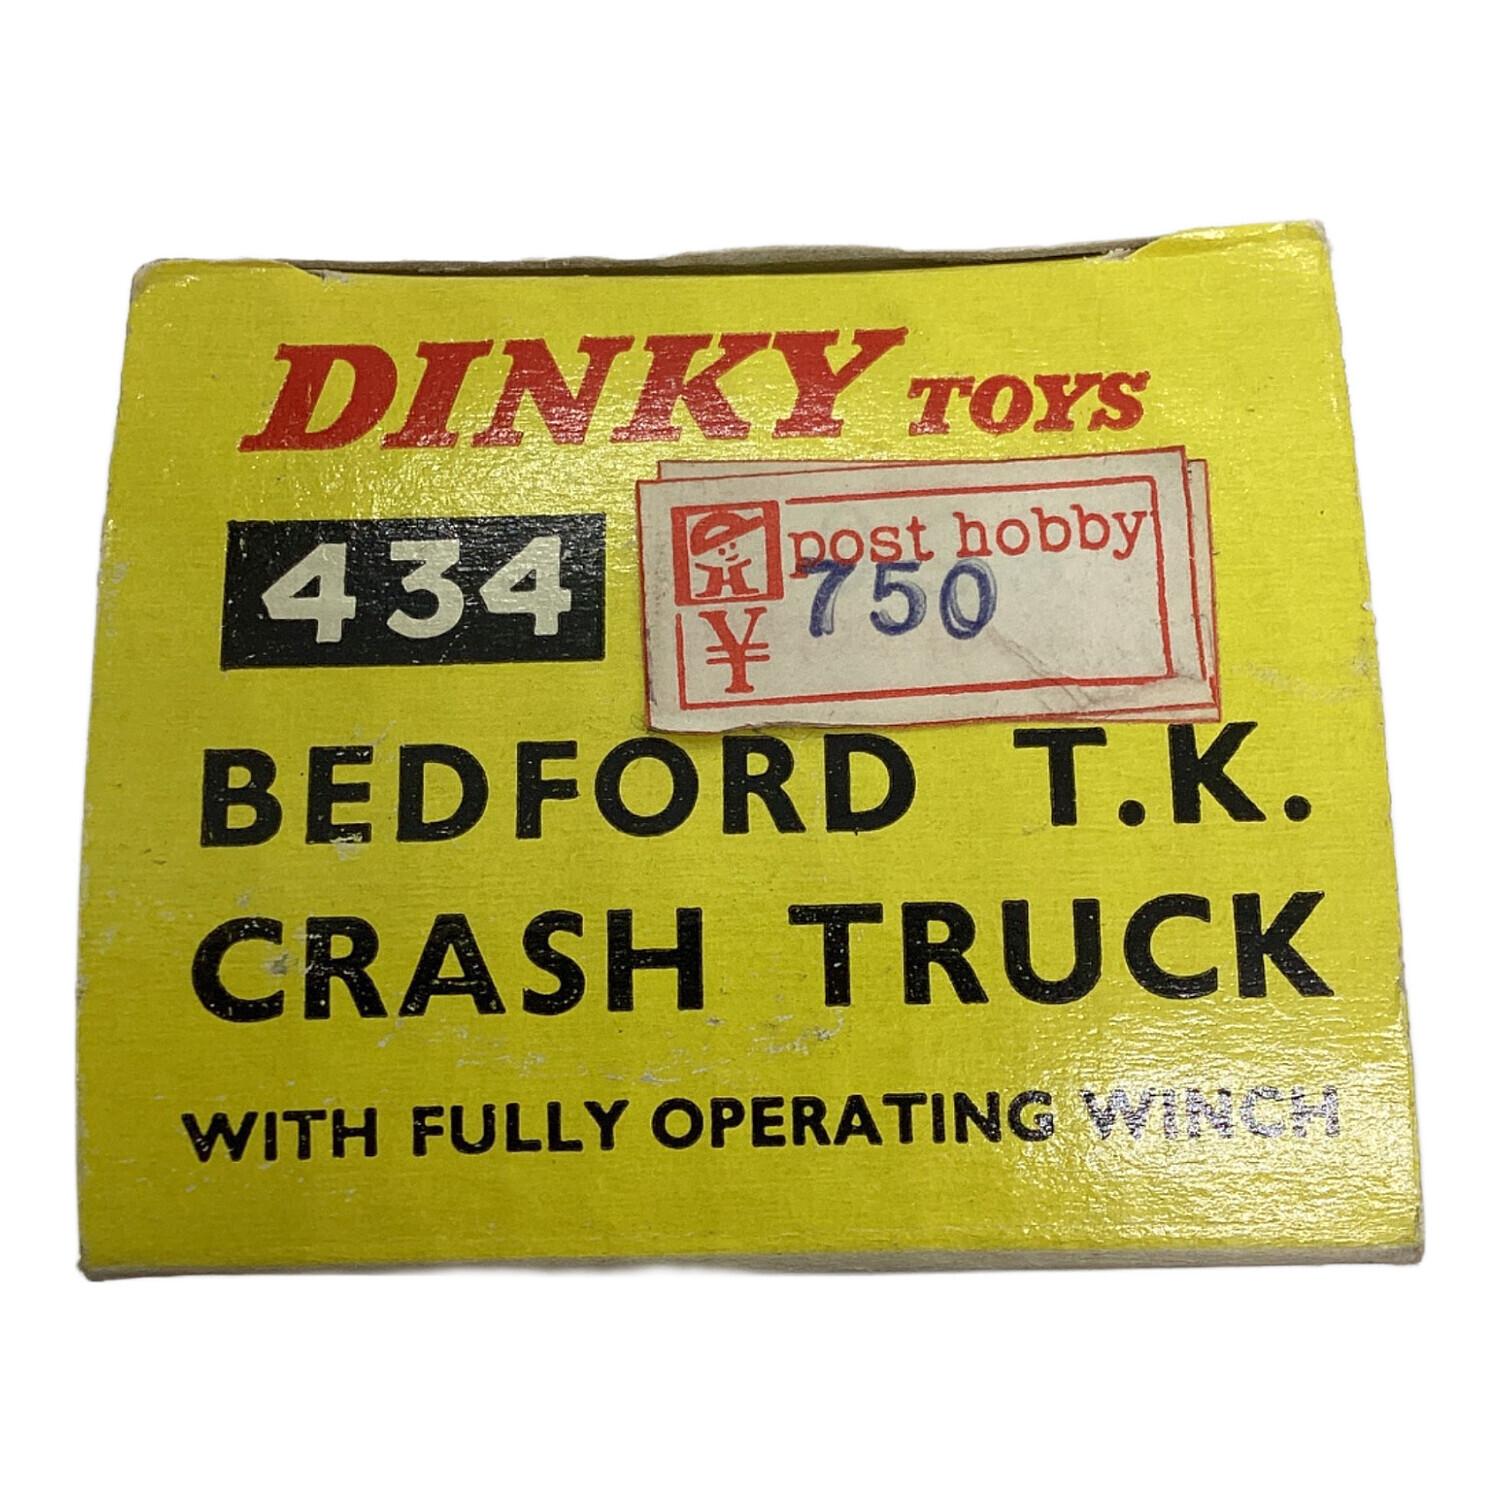 DINKY TOYS
434
post hobby
¥ 750
BEDFORD T.K.
CRASH TRUCK
WITH FULLY OPERATING WINCH